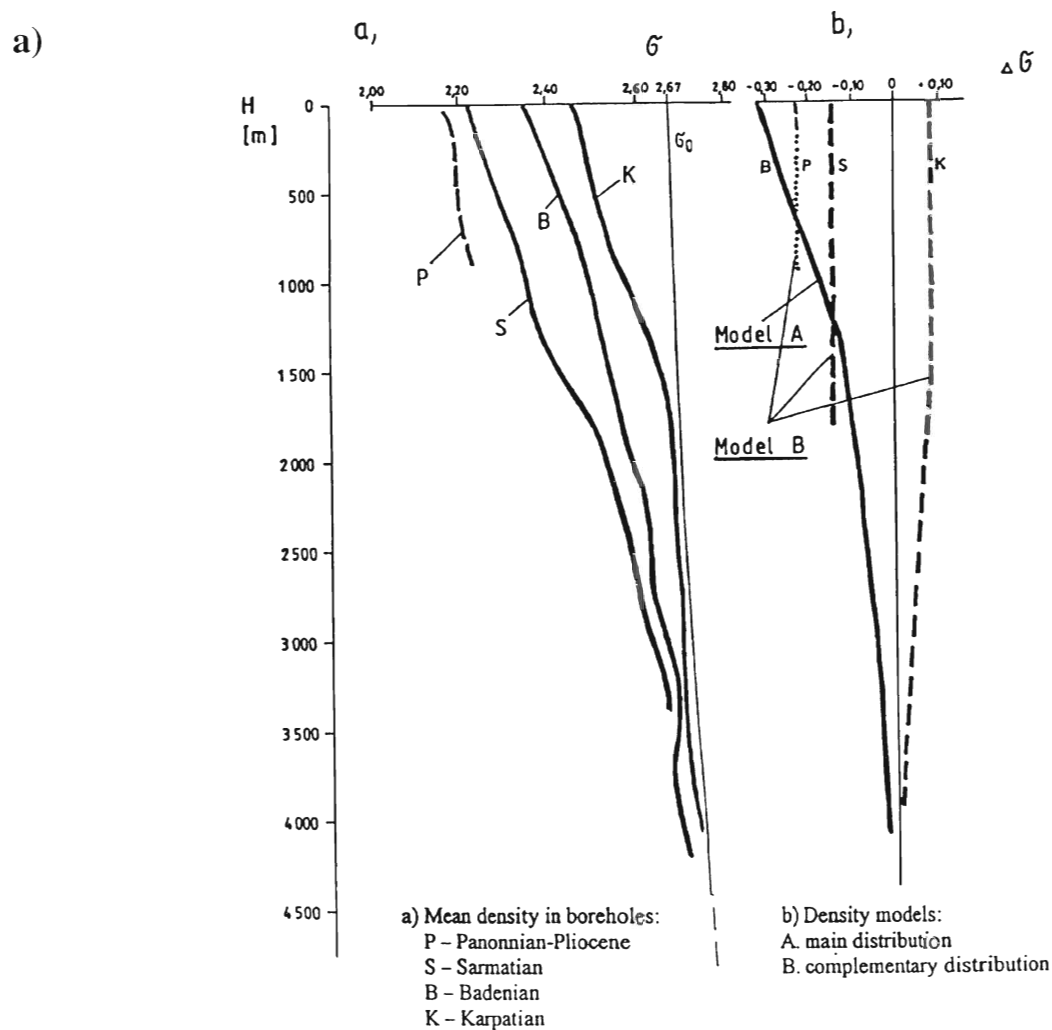 a)
a, σ b,
Δ σ
H
[m]
2,00 2,20 2,40 2,60 2,67 2,80
-0,30 -0,20 -0,10 0 +0,10
0
500
1000
1500
2000
2500
3000
3500
4000
4500
P
S
B
K
σ₀
B P S K
Model A
Model B
a) Mean density in boreholes:
P – Panonnian-Pliocene
S – Sarmatian
B – Badenian
K – Karpatian
b) Density models:
A. main distribution
B. complementary distribution